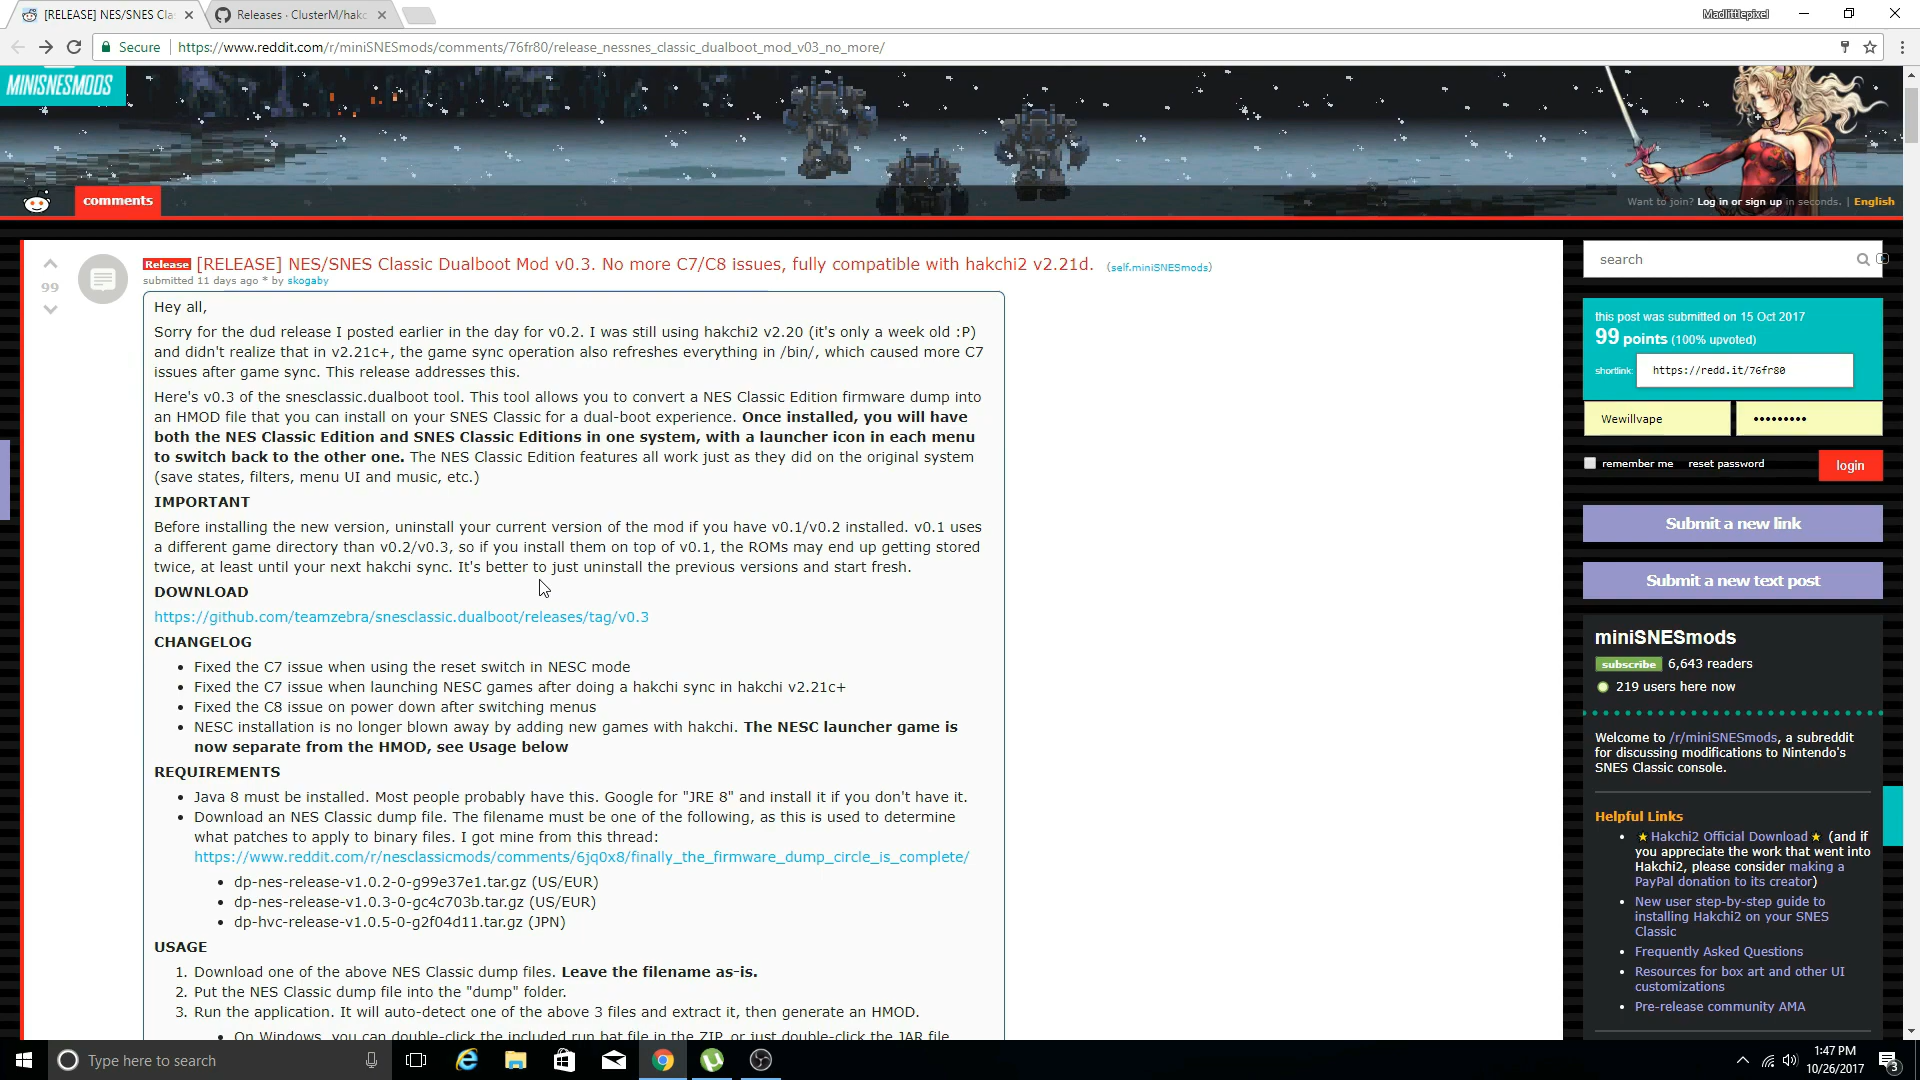 [RELEASE] NES/SNES Cla
Releases · ClusterM/hakc
Madlittlepixel
Secure
https://www.reddit.com/r/miniSNESmods/comments/76fr80/release_nessnes_classic_dualboot_mod_v03_no_more/
MINISNESMODS
comments
Want to join? Log in or sign up in seconds. | English
Release [RELEASE] NES/SNES Classic Dualboot Mod v0.3. No more C7/C8 issues, fully compatible with hakchi2 v2.21d. (self.miniSNESmods)
99
submitted 11 days ago * by skogaby
Hey all,
Sorry for the dud release I posted earlier in the day for v0.2. I was still using hakchi2 v2.20 (it's only a week old :P)
and didn't realize that in v2.21c+, the game sync operation also refreshes everything in /bin/, which caused more C7
issues after game sync. This release addresses this.
Here's v0.3 of the snesclassic.dualboot tool. This tool allows you to convert a NES Classic Edition firmware dump into
an HMOD file that you can install on your SNES Classic for a dual-boot experience. Once installed, you will have
both the NES Classic Edition and SNES Classic Editions in one system, with a launcher icon in each menu
to switch back to the other one. The NES Classic Edition features all work just as they did on the original system
(save states, filters, menu UI and music, etc.)
IMPORTANT
Before installing the new version, uninstall your current version of the mod if you have v0.1/v0.2 installed. v0.1 uses
a different game directory than v0.2/v0.3, so if you install them on top of v0.1, the ROMs may end up getting stored
twice, at least until your next hakchi sync. It's better to just uninstall the previous versions and start fresh.
DOWNLOAD
https://github.com/teamzebra/snesclassic.dualboot/releases/tag/v0.3
CHANGELOG
• Fixed the C7 issue when using the reset switch in NESC mode
• Fixed the C7 issue when launching NESC games after doing a hakchi sync in hakchi v2.21c+
• Fixed the C8 issue on power down after switching menus
• NESC installation is no longer blown away by adding new games with hakchi. The NESC launcher game is
now separate from the HMOD, see Usage below
REQUIREMENTS
• Java 8 must be installed. Most people probably have this. Google for "JRE 8" and install it if you don't have it.
• Download an NES Classic dump file. The filename must be one of the following, as this is used to determine
what patches to apply to binary files. I got mine from this thread:
https://www.reddit.com/r/nesclassicmods/comments/6jq0x8/finally_the_firmware_dump_circle_is_complete/
• dp-nes-release-v1.0.2-0-g99e37e1.tar.gz (US/EUR)
• dp-nes-release-v1.0.3-0-gc4c703b.tar.gz (US/EUR)
• dp-hvc-release-v1.0.5-0-g2f04d11.tar.gz (JPN)
USAGE
1. Download one of the above NES Classic dump files. Leave the filename as-is.
2. Put the NES Classic dump file into the "dump" folder.
3. Run the application. It will auto-detect one of the above 3 files and extract it, then generate an HMOD.
• On Windows, you can double-click the included run.bat file in the ZIP, or just double-click the JAR file
search
this post was submitted on 15 Oct 2017
99 points (100% upvoted)
shortlink: https://redd.it/76fr80
Wewillvape
•••••••••
remember me reset password login
Submit a new link
Submit a new text post
miniSNESmods
subscribe 6,643 readers
219 users here now
Welcome to /r/miniSNESmods, a subreddit
for discussing modifications to Nintendo's
SNES Classic console.
Helpful Links
• ★Hakchi2 Official Download★ (and if
you appreciate the work that went into
Hakchi2, please consider making a
PayPal donation to its creator)
• New user step-by-step guide to
installing Hakchi2 on your SNES
Classic
• Frequently Asked Questions
• Resources for box art and other UI
customizations
• Pre-release community AMA
Type here to search
1:47 PM
10/26/2017
3